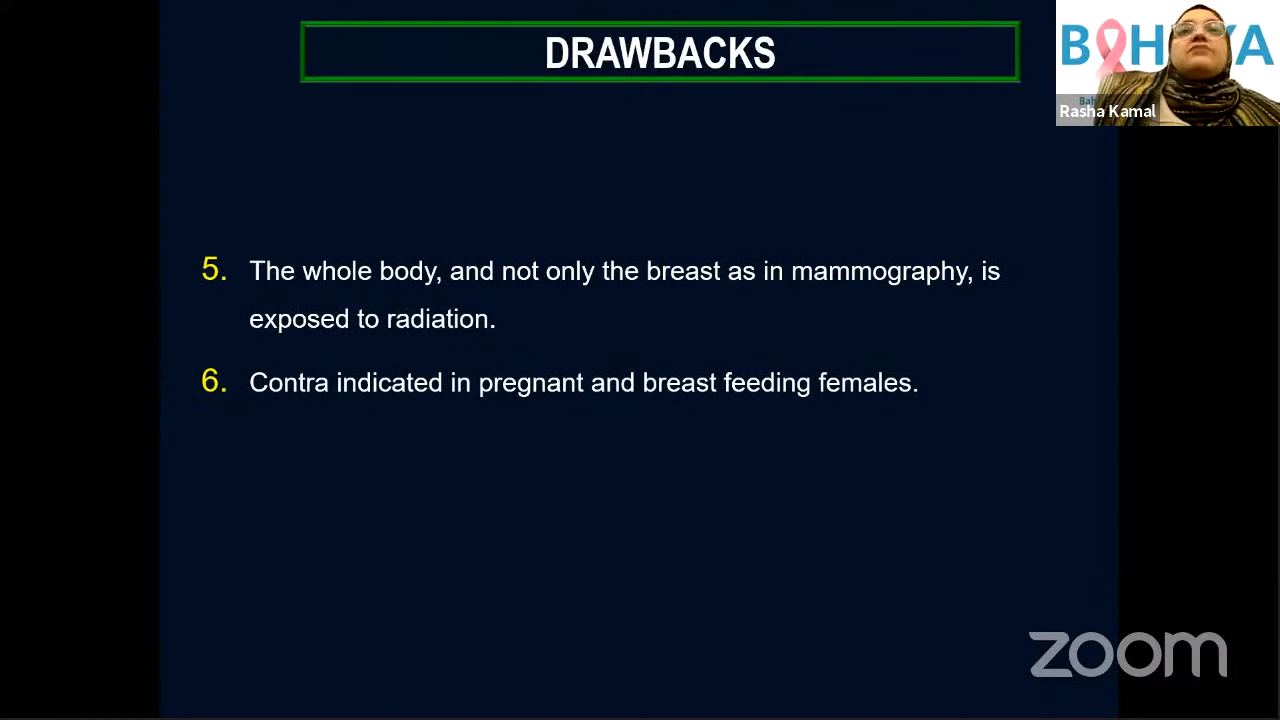 DRAWBACKS
B HYA
Rasha Kamal
5. The whole body, and not only the breast as in mammography, is
exposed to radiation.
6. Contra indicated in pregnant and breast feeding females.
zoom